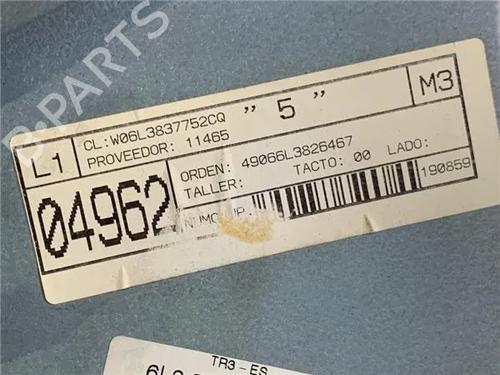 B-PARTS
L1
CL:W06L3837752CQ " 5 " M3
PROVEEDOR: 11465
04962
ORDEN: 49066L3826467
TALLER: TACTO: 00 LADO:
190859
TR3-ES